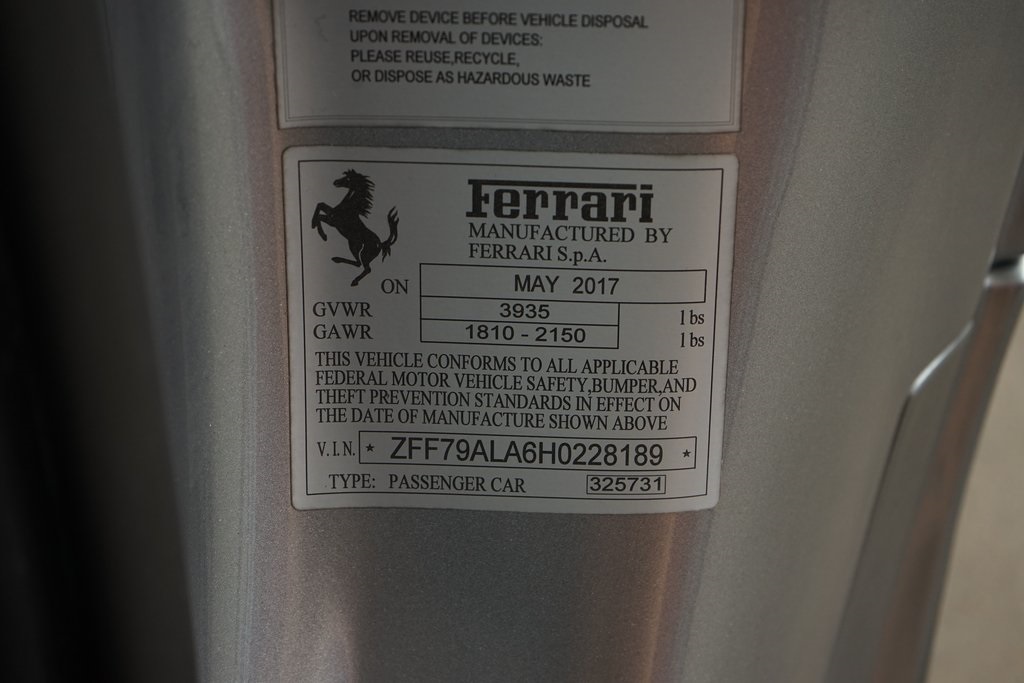 REMOVE DEVICE BEFORE VEHICLE DISPOSAL
UPON REMOVAL OF DEVICES:
PLEASE REUSE,RECYCLE,
OR DISPOSE AS HAZARDOUS WASTE
Ferrari
MANUFACTURED BY
FERRARI S.p.A.
ON MAY 2017
GVWR 3935 lbs
GAWR 1810 - 2150 lbs
THIS VEHICLE CONFORMS TO ALL APPLICABLE
FEDERAL MOTOR VEHICLE SAFETY,BUMPER,AND
THEFT PREVENTION STANDARDS IN EFFECT ON
THE DATE OF MANUFACTURE SHOWN ABOVE
V.I.N. * ZFF79ALA6H0228189 *
TYPE: PASSENGER CAR 325731